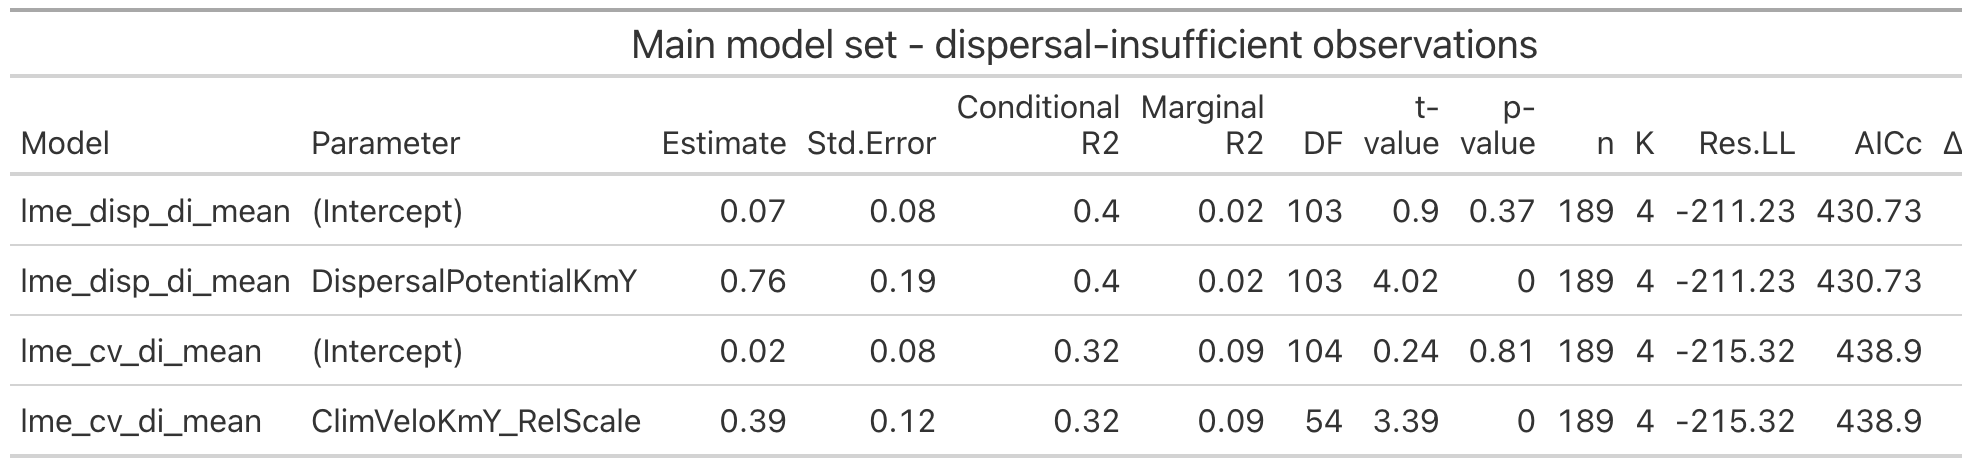 Main model set - dispersal-insufficient observations
Conditional Marginal t- p-
Model Parameter Estimate Std.Error R2 R2 DF value value n K Res.LL AICc Δ
lme_disp_di_mean (Intercept) 0.07 0.08 0.4 0.02 103 0.9 0.37 189 4 -211.23 430.73
lme_disp_di_mean DispersalPotentialKmY 0.76 0.19 0.4 0.02 103 4.02 0 189 4 -211.23 430.73
lme_cv_di_mean (Intercept) 0.02 0.08 0.32 0.09 104 0.24 0.81 189 4 -215.32 438.9
lme_cv_di_mean ClimVeloKmY_RelScale 0.39 0.12 0.32 0.09 54 3.39 0 189 4 -215.32 438.9